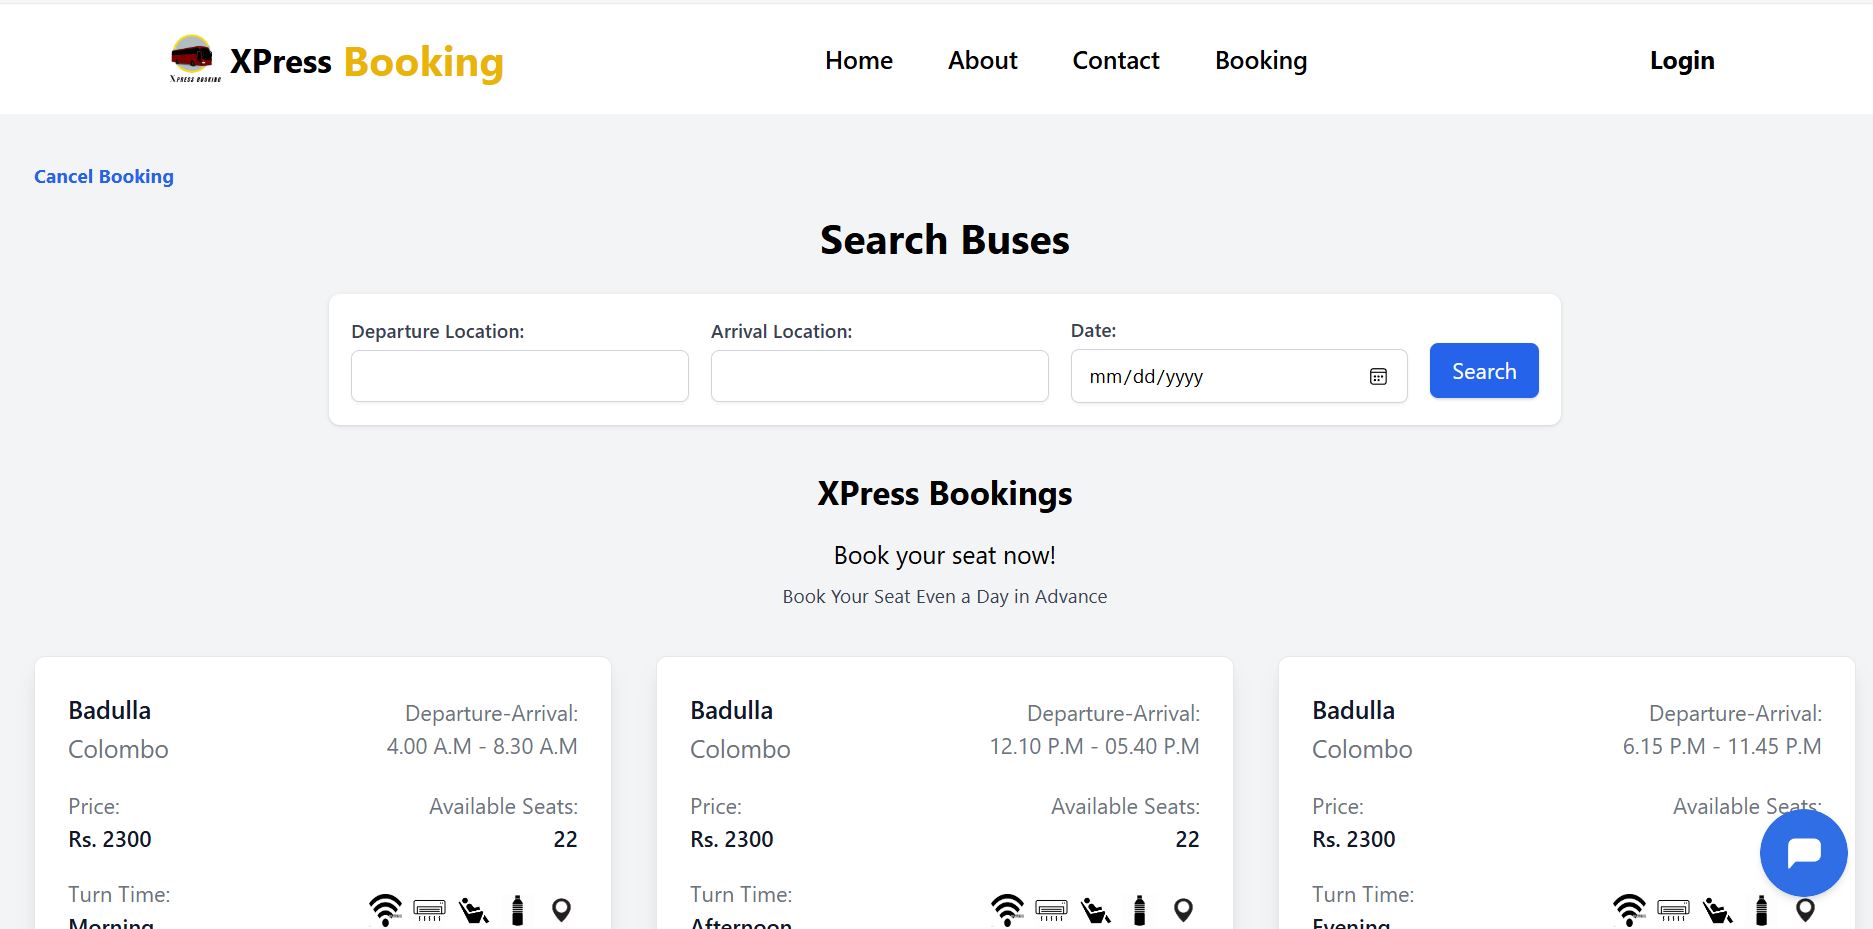 XPRESS BOOKING
XPress Booking
Home
About
Contact
Booking
Login
Cancel Booking
Search Buses
Departure Location:
Arrival Location:
Date:
mm/dd/yyyy
Search
XPress Bookings
Book your seat now!
Book Your Seat Even a Day in Advance
Badulla
Colombo
Departure-Arrival:
4.00 A.M - 8.30 A.M
Price:
Rs. 2300
Available Seats:
22
Turn Time:
Morning
Badulla
Colombo
Departure-Arrival:
12.10 P.M - 05.40 P.M
Price:
Rs. 2300
Available Seats:
22
Turn Time:
Afternoon
Badulla
Colombo
Departure-Arrival:
6.15 P.M - 11.45 P.M
Price:
Rs. 2300
Available Seats:
Turn Time:
Evening